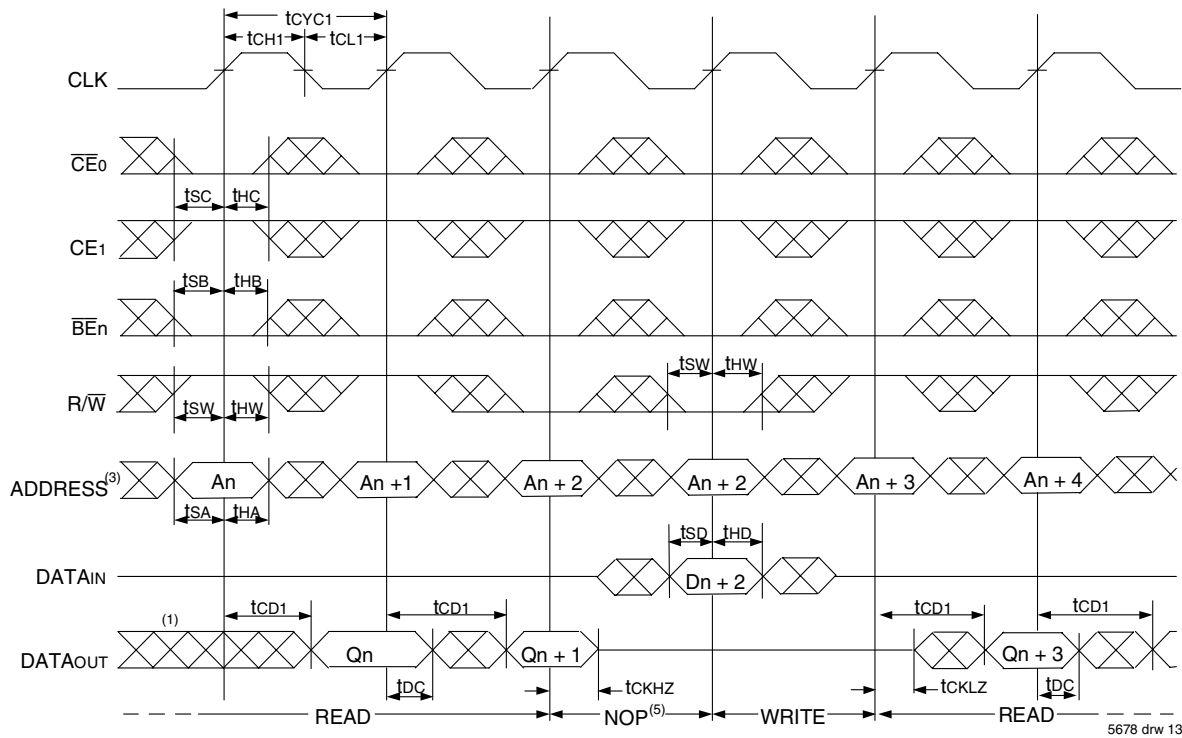 tCYC1
tCH1 tCL1
CLK
CE0
tSC tHC
CE1
tSB tHB
BEn
tSW tHW
R/W
tSW tHW
ADDRESS(3) An An +1 An + 2 An + 2 An + 3 An + 4
tSA tHA
tSD tHD
DATAIN Dn + 2
(1) tCD1 tCD1 tCD1 tCD1
DATAOUT Qn Qn + 1 Qn + 3
tDC tCKHZ tCKLZ tDC
READ NOP(5) WRITE READ
5678 drw 13